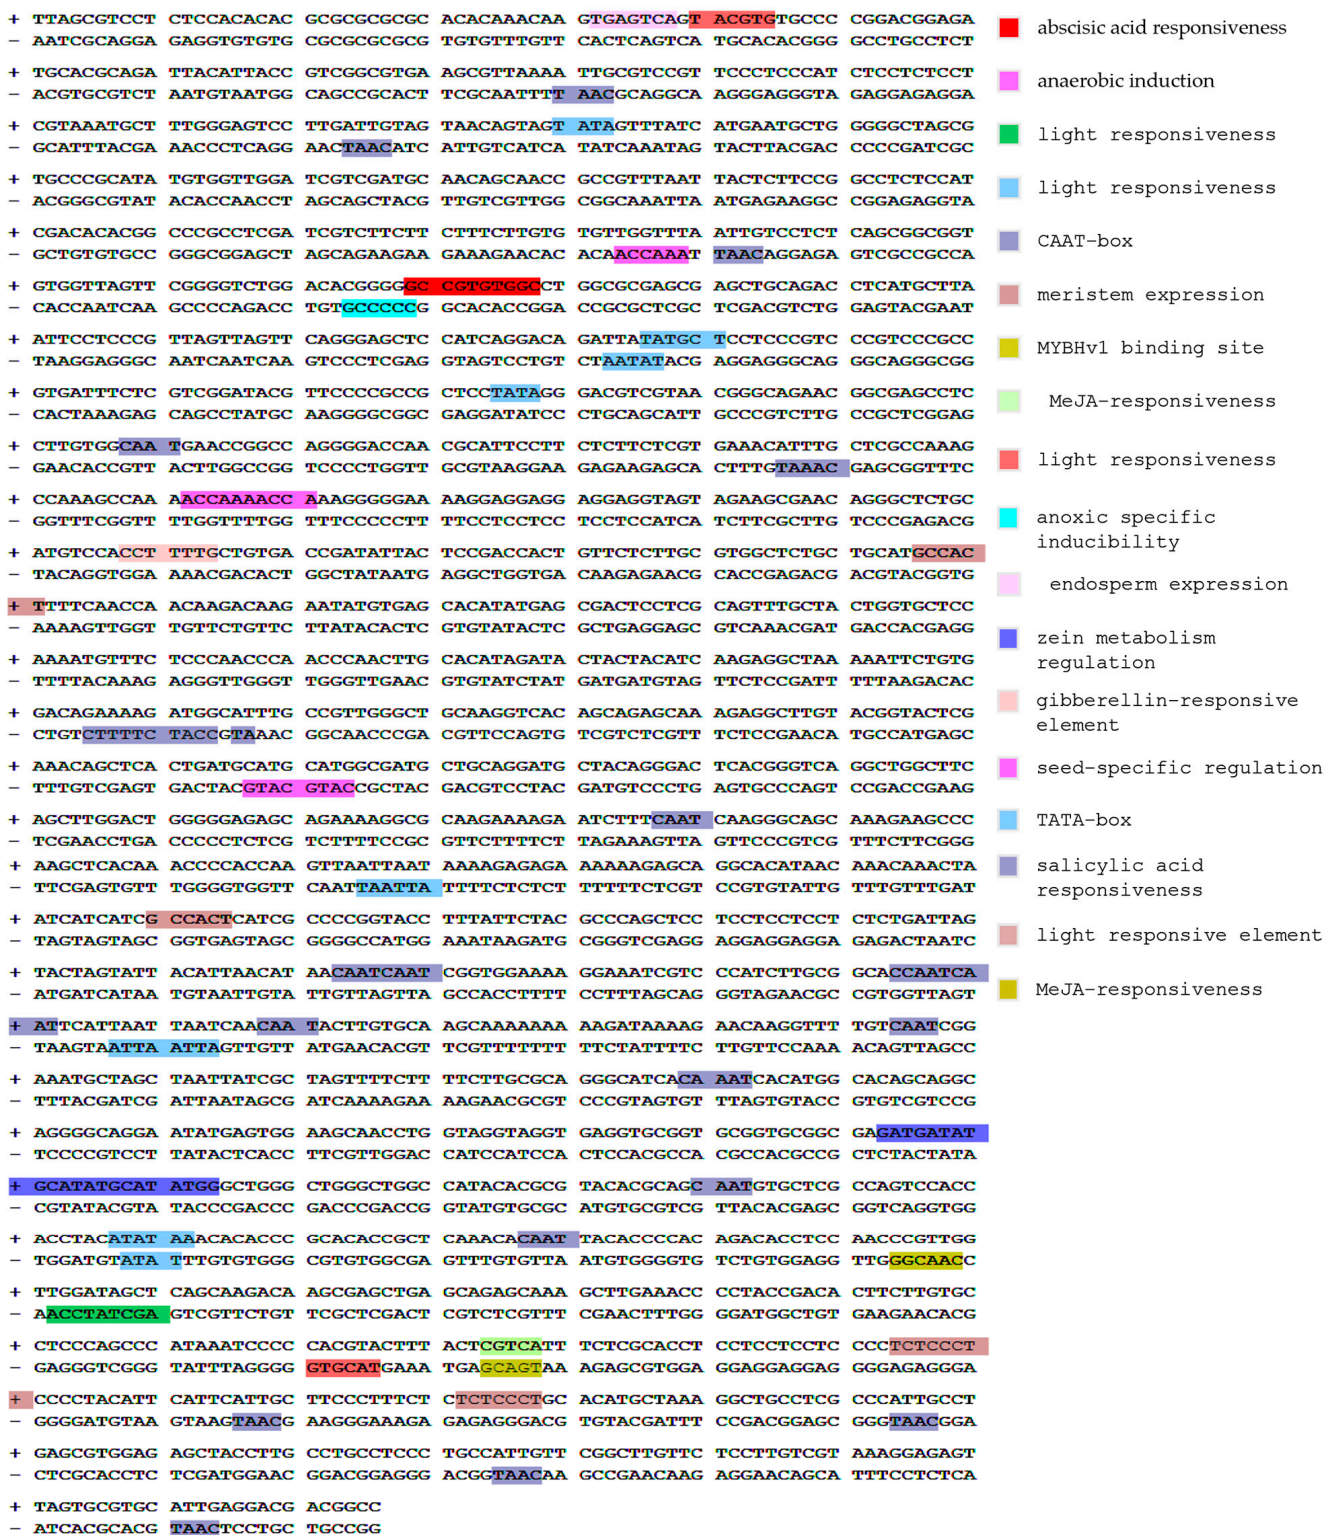 + TTAGCGTCCT CTCCACACAC GCGCGCGCGC ACACAAACAAG GTGAGTCAGT TACGTGTGCCC CGGACGGAGA
- AATCGCAGGA GAGGTGTGTG CGCGCGCGCG TGTGTTTGTT CACTCAGTCA TGCACACGGG GCCTGCCTCT
+ TGCACGCAGA TTACATTACC GTCGGCGTGA AGCGTTAAAA TTGCGTCCGT TCCCTCCCAT CTCCTCTCCT
- ACGTGCGTCT AATGTAATGG CAGCCGCACT TCGCAATTTT AACGCAGGCA AGGGAGGGTA GAGGAGAGGA
+ CGTAAATGCT TTGGGAGTCC TTGATTGTAG TAACAGTAGT ATAGTTTATC ATGAATGCTG GGGGCTAGCG
- GCATTTACGA AACCCTCAGG AACTAACATC ATTGTCATCA TATCAAATAG TACTTACGAC CCCCGATCGC
+ TGCCCGCATA TGTGGTTGGA TCGTCGATGC AACAGCAACC GCCGTTTAAT TACTCTTCCG GCCTCTCCAT
- ACGGGCGTAT ACACCAACCT AGCAGCTACG TTGTCGTTGG CGGCAAATTA ATGAGAAGGC CGGAGAGGTA
+ CGACACACGG CCCGCCTCGA TCGTCTTCTT CTTTCTTGTG TGTTGGTTTA ATTGTCCTCT CAGCGGCGGT
- GCTGTGTGCC GGGCGGAGCT AGCAGAAGAA GAAAGAACAC ACAACCAAAT TAACAGGAGA GTCGCCGCCA
+ GTGGTTAGTT CGGGGTCTGG ACACGGGGGC CGTGTGGCCTG GGCGCGAGCG AGCTGCAGAC CTCATGCTTA
- CACCAATCAA GCCCCAGACC TGTGCCCCCG GCACACCGGA CCGCGCTCGC TCGACGTCTG GAGTACGAAT
+ ATTCCTCCCG TTAGTTAGTT CAGGGAGCTC CATCAGGACA GATTATATGC TCCTCCCGTC CCGTCCCGCC
- TAAGGAGGGC AATCAATCAA GTCCCTCGAG GTAGTCCTGT CTAATATACG AGGAGGGCAG GGCAGGGCGG
+ GTGATTTCTC GTCGGATACG TTCCCCGCCG CTCCTATAGG GACGTCGTAA CGGGCAGAAC GGCGAGCCTC
- CACTAAAGAG CAGCCTATGC AAGGGGCGGC GAGGATATCC CTGCAGCATT GCCCGTCTTG CCGCTCGGAG
+ CTTGTGGCAA TGAACCGGCC AGGGGACCAA CGCATTCCTT CTCTTCTCGT GAAACATTTG CTCGCCAAAG
- GAACACCGTT ACTTGGCCGG TCCCCTGGTT GCGTAAGGAA GAGAAGAGCA CTTTGTAAAC GAGCGGTTTC
+ CCAAAGCCAA AACCAAAACC AAAGGGGGAA AAGGAGGAGG AGGAGGTAGT AGAAGCGAAC AGGGCTCTGC
- GGTTTCGGTT TTGGTTTTGG TTTCCCCCTT TTCCTCCTCC TCCTCCATCA TCTTCGCTTG TCCCGAGACG
+ ATGTCCACCT TTTGCTGTGA CCGATATTAC TCCGACCACT GTTCTCTTGC GTGGCTCTGC TGCATGCCAC
- TACAGGTGGA AAACGACACT GGCTATAATG AGGCTGGTGA CAAGAGAACG CACCGAGACG ACGTACGGTG
+ TTTTCAACCA ACAAGACAAG AATATGTGAG CACATATGAG CGACTCCTCG CAGTTTGCTA CTGGTGCTCC
- AAAAGTTGGT TGTTCTGTTC TTATACACTC GTGTATACTC GCTGAGGAGC GTCAAACGAT GACCACGAGG
+ AAAATGTTTC TCCCAACCCA ACCCAACTTG CACATAGATA CTACTACATC AAGAGGCTAA AAATTCTGTG
- TTTTACAAAG AGGGTTGGGT TGGGTTGAAC GTGTATCTAT GATGATGTAG TTCTCCGATT TTTAAGACAC
+ GACAGAAAAG ATGGCATTTG CCGTTGGGCT GCAAGGTCAC AGCAGAGCAA AGAGGCTTGT ACGGTACTCG
- CTGTCTTTTC TACCGTAAAC GGCAACCCGA CGTTCCAGTG TCGTCTCGTT TCTCCGAACA TGCCATGAGC
+ AAACAGCTCA CTGATGCATG CATGGCGATG CTGCAGGATG CTACAGGGAC TCACGGGTCA GGCTGGCTTC
- TTTGTCGAGT GACTACGTAC GTACCGCTAC GACGTCCTAC GATGTCCCTG AGTGCCCAGT CCGACCGAAG
+ AGCTTGGACT GGGGGAGAGC AGAAAAGGCG CAAGAAAAGA ATCTTTCAAT CAAGGGCAGC AAAGAAGCCC
- TCGAACCTGA CCCCCTCTCG TCTTTTCCGC GTTCTTTTCT TAGAAAGTTA GTTCCCGTCG TTTCTTCGGG
+ AAGCTCACAA ACCCCACCAA GTTAATTAAT AAAAGAGAGA AAAAAGAGCA GGCACATAAC AAACAAACTA
- TTCGAGTGTT TGGGGTGGTT CAATTAATTA TTTTCTCTCT TTTTTCTCGT CCGTGTATTG TTTGTTTGAT
+ ATCATCATCG CCACTCATCG CCCCGGTACC TTTATTCTAC GCCCAGCTCC TCCTCCTCCT CTCTGATTAG
- TAGTAGTAGC GGTGAGTAGC GGGGCCATGG AAATAAGATG CGGGTCGAGG AGGAGGAGGA GAGACTAATC
+ TACTAGTATT ACATTAACAT AACAATCAAT CGGTGGAAAA GGAAATCGTC CCATCTTGCG GCACCAATCA
- ATGATCATAA TGTAATTGTA TTGTTAGTTA GCCACCTTTT CCTTTAGCAG GGTAGAACGC CGTGGTTAGT
+ ATTCATTAAT TAATCAACAA TACTTGTGCA AGCAAAAAAA AAGATAAAAG AACAAGGTTT TGTCAATCGG
- TAAGTAATTA ATTAGTTGTT ATGAACACGT TCGTTTTTTT TTCTATTTTC TTGTTCCAAA ACAGTTAGCC
+ AAATGCTAGC TAATTATCGC TAGTTTTCTT TTCTTGCGCA GGGCATCACA AATCACATGG CACAGCAGGC
- TTTACGATCG ATTAATAGCG ATCAAAAGAA AAGAACGCGT CCCGTAGTGT TTAGTGTACC GTGTCGTCCG
+ AGGGGCAGGA ATATGAGTGG AAGCAACCTG GTAGGTAGGT GAGGTGCGGT GCGGTGCGGC GAGATGATAT
- TCCCCGTCCT TATACTCACC TTCGTTGGAC CATCCATCCA CTCCACGCCA CGCCACGCCG CTCTACTATA
+ GCATATGCAT ATGGGCTGGG CTGGGCTGGC CATACACGCG TACACGCAGC AATGTGCTCG CCAGTCCACC
- CGTATACGTA TACCCGACCC GACCCGACCG GTATGTGCGC ATGTGCGTCG TTACACGAGC GGTCAGGTGG
+ ACCTACATAT AAACACACCC GCACACCGCT CAAACACAAT TACACCCCAC AGACACCTCC AACCCGTTGG
- TGGATGTATA TTTGTGTGGG CGTGTGGCGA GTTTGTGTTA ATGTGGGGTG TCTGTGGAGG TTGGGCAACC
+ TTGGATAGCT CAGCAAGACA AGCGAGCTGA GCAGAGCAAA GCTTGAAACC CCTACCGACA CTTCTTGTGC
- AACCTATCGA GTCGTTCTGT TCGCTCGACT CGTCTCGTTT CGAACTTTGG GGATGGCTGT GAAGAACACG
+ CTCCCAGCCC ATAAATCCCC CACGTACTTT ACTCGTCATT TCTCGCACCT CCTCCTCCTC CCCTCTCCCT
- GAGGGTCGGG TATTTAGGGG GTGCATGAAA TGAGCAGTAA AGAGCGTGGA GGAGGAGGAG GGGAGAGGGA
+ CCCCTACATT CATTCATTGC TTCCCTTTCT CTCTCCCTGC ACATGCTAAA GGCTGCCTCG CCCATTGCCT
- GGGGATGTAA GTAAGTAACG AAGGGAAAGA GAGAGGGACG TGTACGATTT CCGACGGAGC GGGTAACGGA
+ GAGCGTGGAG AGCTACCTTG CCTGCCTCCC TGCCATTGTT CGGCTTGTTC TCCTTGTCGT AAAGGAGAGT
- CTCGCACCTC TCGATGGAAC GGACGGAGGG ACGGTAACAA GCCGAACAAG AGGAACAGCA TTTCCTCTCA
+ TAGTGCGTGC ATTGAGGACG ACGGCC
- ATCACGCACG TAACTCCTGC TGCCGG
abscisic acid responsiveness
anaerobic induction
light responsiveness
light responsiveness
CAAT-box
meristem expression
MYBHv1 binding site
MeJA-responsiveness
light responsiveness
anoxic specific
inducibility
endosperm expression
zein metabolism
regulation
gibberellin-responsive
element
seed-specific regulation
TATA-box
salicylic acid
responsiveness
light responsive element
MeJA-responsiveness